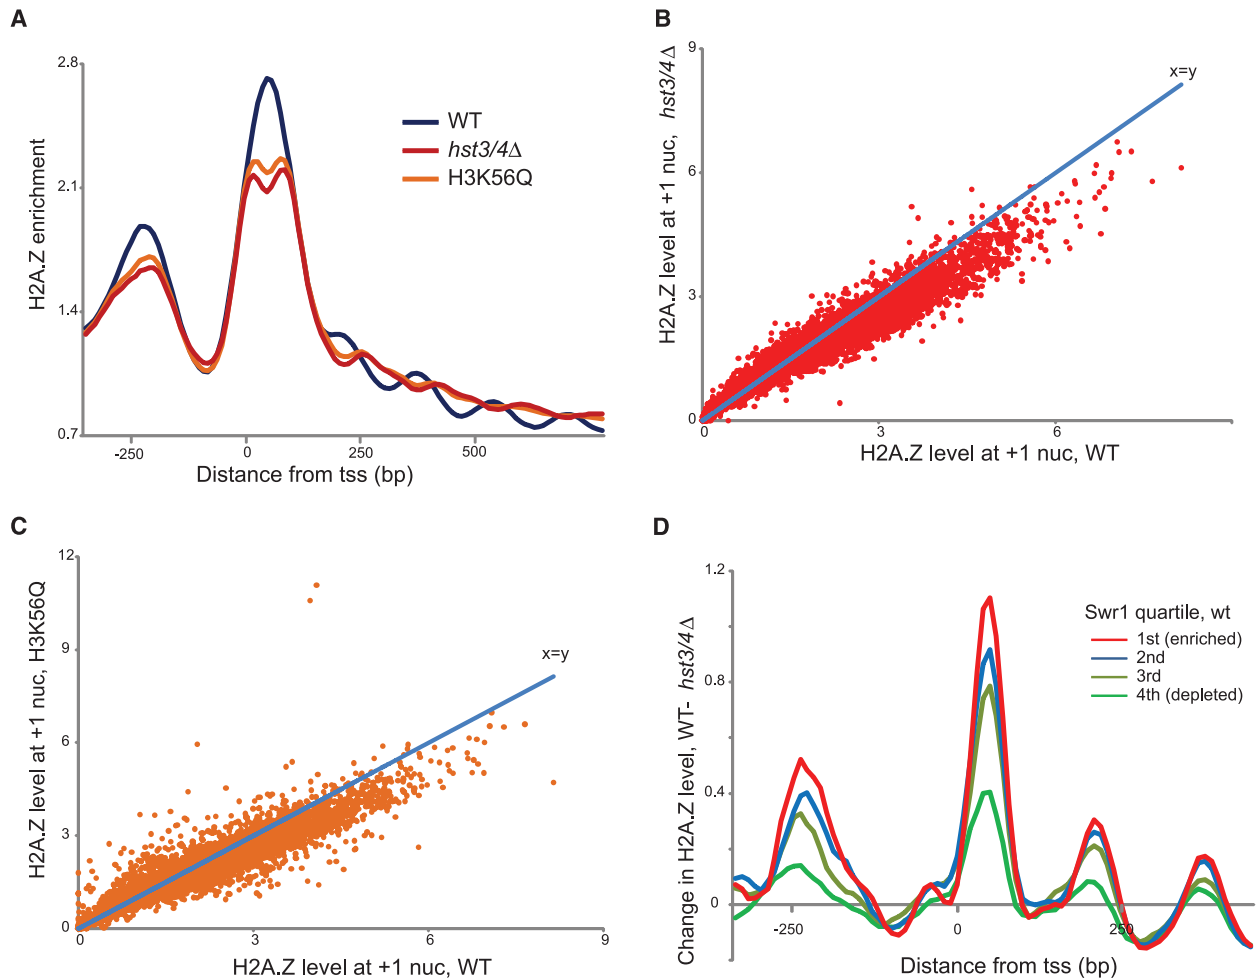 A
2.8
2.1
1.4
0.7
H2A.Z enrichment
WT
hst3/4Δ
H3K56Q
-250
0
250
500
Distance from tss (bp)
B
9
6
3
0
H2A.Z level at +1 nuc, hst3/4Δ
x=y
0
3
6
H2A.Z level at +1 nuc, WT
C
12
9
6
3
0
H2A.Z level at +1 nuc, H3K56Q
x=y
0
3
6
9
H2A.Z level at +1 nuc, WT
D
1.2
0.8
0.4
0
Change in H2A.Z level, WT- hst3/4Δ
Swr1 quartile, wt
1st (enriched)
2nd
3rd
4th (depleted)
-250
0
250
Distance from tss (bp)